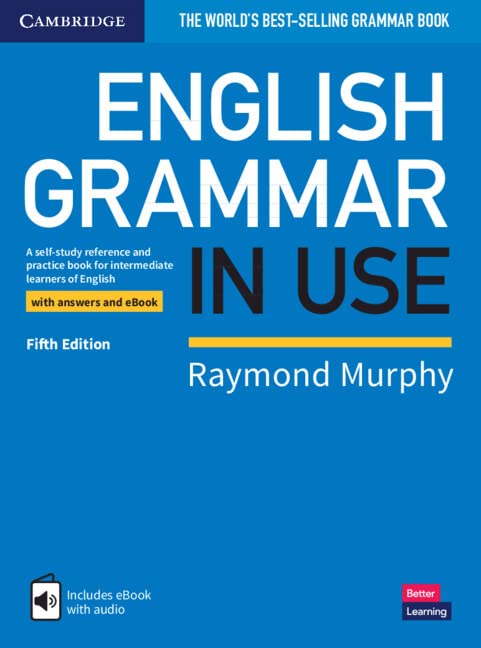 CAMBRIDGE
THE WORLD'S BEST-SELLING GRAMMAR BOOK
ENGLISH
GRAMMAR
IN USE
A self-study reference and
practice book for intermediate
learners of English
with answers and eBook
Fifth Edition
Raymond Murphy
Includes eBook
with audio
Better
Learning